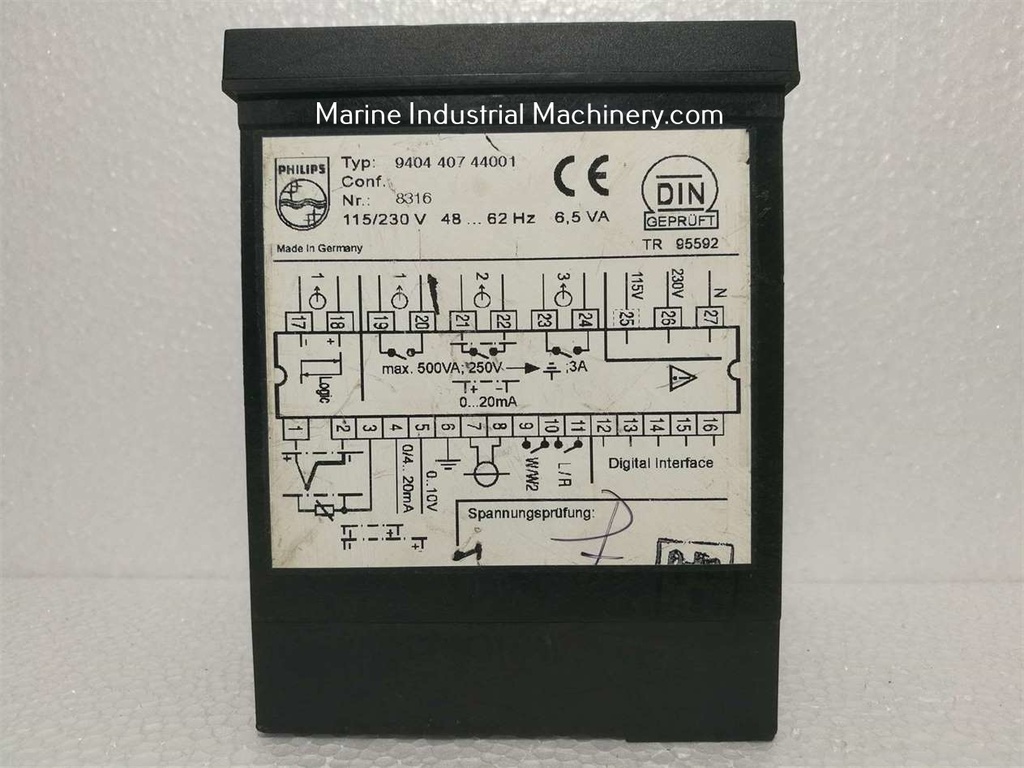 Marine Industrial Machinery.com
PHILIPS
Typ: 9404 407 44001
Conf.
Nr.: 8316
115/230 V 48 ... 62 Hz 6,5 VA
CE
DIN
GEPRÜFT
Made in Germany
TR 95592
1 1 2 3 115V 230V N
17 18 19 20 21 22 23 24 25 26 27
- +
Logic
max. 500VA; 250V ;3A
+ -
0...20mA
1 2 3 4 5 6 7 8 9 10 11 12 13 14 15 16
+
0/4...20mA
0..10V
W/W2
L/R
Digital Interface
Spannungsprüfung: